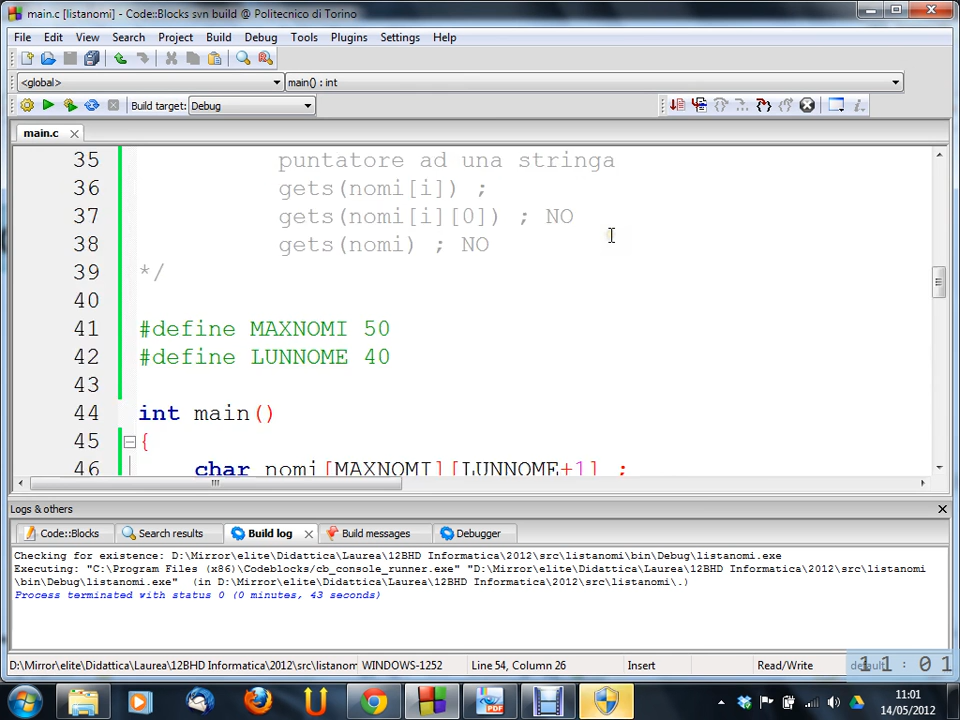 main.c [listanomi] - Code::Blocks svn build @ Politecnico di Torino
File Edit View Search Project Build Debug Tools Plugins Settings Help
<global> main() : int
Build target: Debug
main.c
35 puntatore ad una stringa
36 gets(nomi[i]) ;
37 gets(nomi[i][0]) ; NO
38 gets(nomi) ; NO
39 */
40
41 #define MAXNOMI 50
42 #define LUNNOME 40
43
44 int main()
45 {
46 char nomi[MAXNOMI][LUNNOME+1] ;
Logs & others
Code::Blocks Search results Build log Build messages Debugger
Checking for existence: D:\Mirror\elite\Didattica\Laurea\12BHD Informatica\2012\src\listanomi\bin\Debug\listanomi.exe
Executing: "C:\Program Files (x86)\Codeblocks/cb_console_runner.exe" "D:\Mirror\elite\Didattica\Laurea\12BHD Informatica\2012\src\listanomi
\bin\Debug\listanomi.exe" (in D:\Mirror\elite\Didattica\Laurea\12BHD Informatica\2012\src\listanomi\.)
Process terminated with status 0 (0 minutes, 43 seconds)
D:\Mirror\elite\Didattica\Laurea\12BHD Informatica\2012\src\listanom WINDOWS-1252 Line 54, Column 26 Insert Read/Write default 11:01
PDF
11:01
14/05/2012